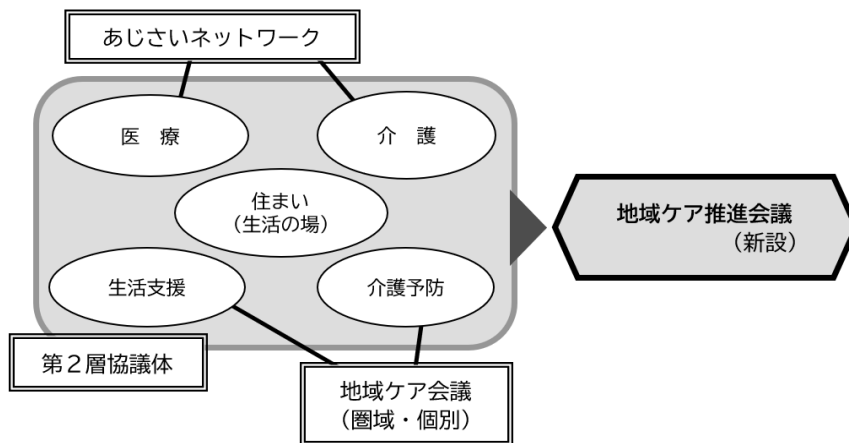 あじさいネットワーク
医　療
介　護
住まい
（生活の場）
生活支援
介護予防
第２層協議体
地域ケア会議
（圏域・個別）
地域ケア推進会議
（新設）